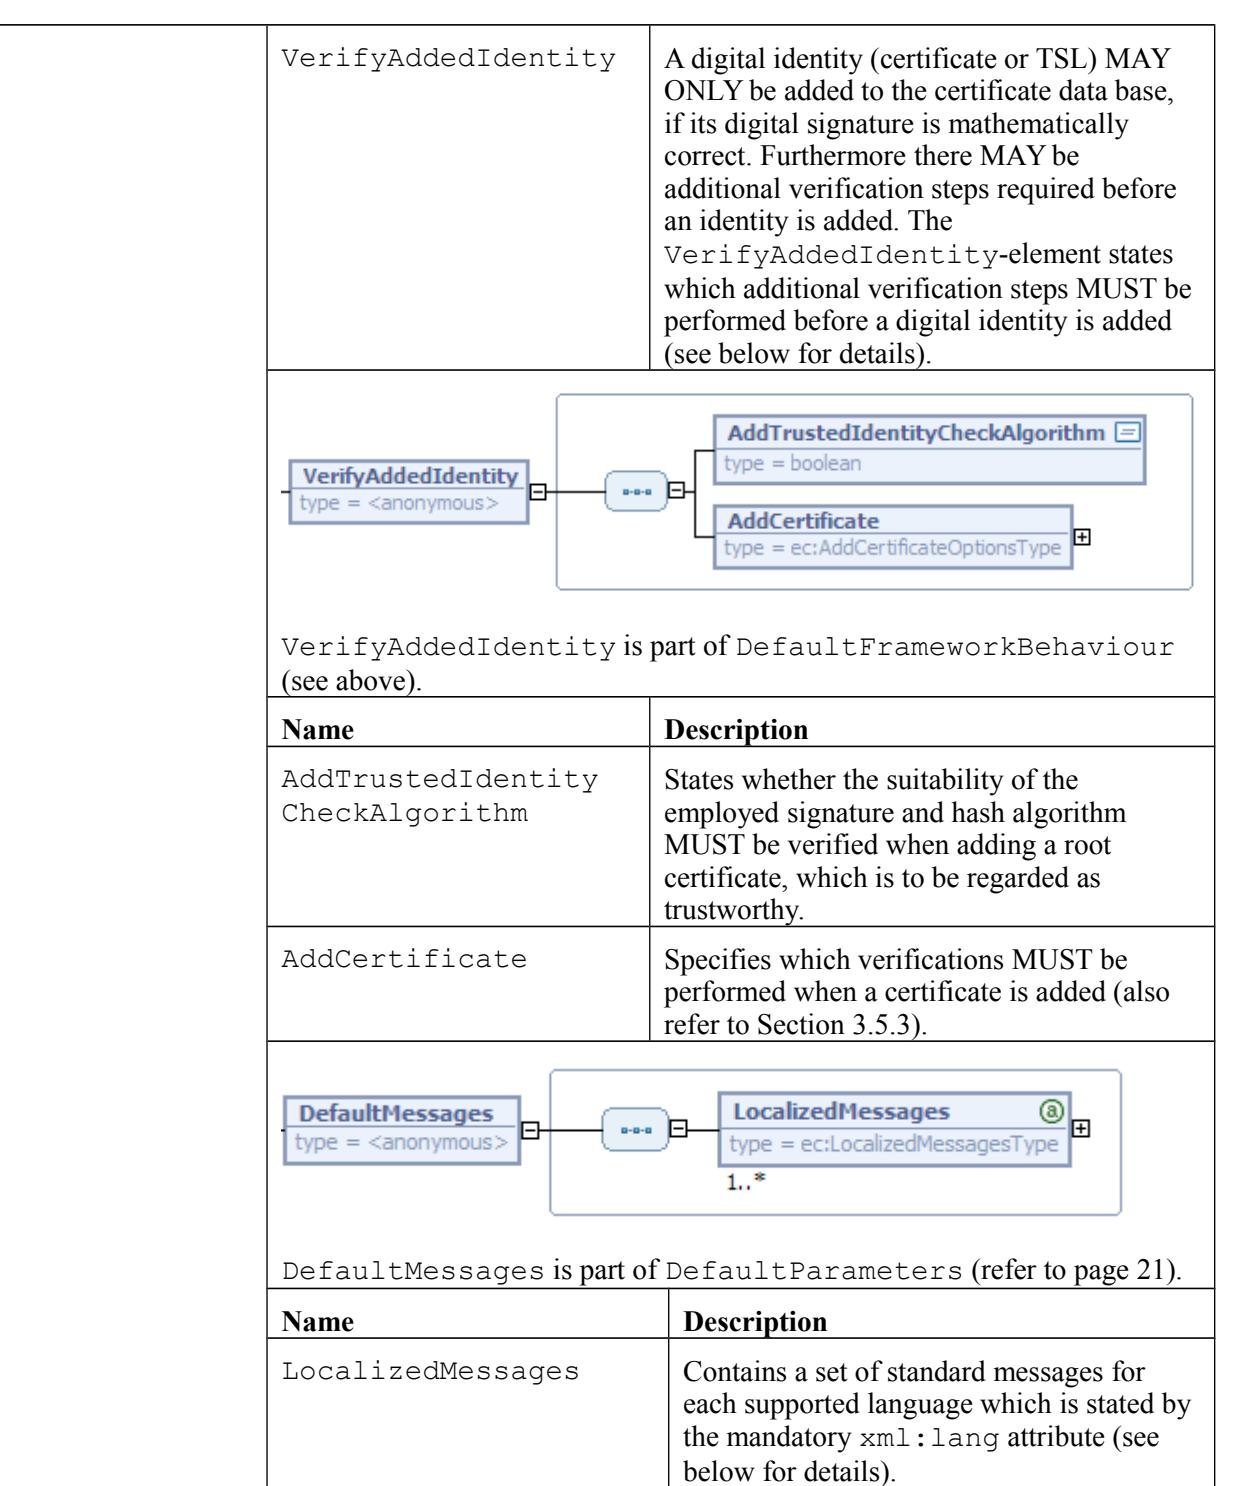 VerifyAddedIdentity
A digital identity (certificate or TSL) MAY
ONLY be added to the certificate data base,
if its digital signature is mathematically
correct. Furthermore there MAY be
additional verification steps required before
an identity is added. The
VerifyAddedIdentity-element states
which additional verification steps MUST be
performed before a digital identity is added
(see below for details).
VerifyAddedIdentity
type = <anonymous>
AddTrustedIdentityCheckAlgorithm
type = boolean
AddCertificate
type = ec:AddCertificateOptionsType
VerifyAddedIdentity is part of DefaultFrameworkBehaviour
(see above).
Name
Description
AddTrustedIdentity
CheckAlgorithm
States whether the suitability of the
employed signature and hash algorithm
MUST be verified when adding a root
certificate, which is to be regarded as
trustworthy.
AddCertificate
Specifies which verifications MUST be
performed when a certificate is added (also
refer to Section 3.5.3).
DefaultMessages
type = <anonymous>
LocalizedMessages
a
type = ec:LocalizedMessagesType
1..*
DefaultMessages is part of DefaultParameters (refer to page 21).
Name
Description
LocalizedMessages
Contains a set of standard messages for
each supported language which is stated by
the mandatory xml:lang attribute (see
below for details).